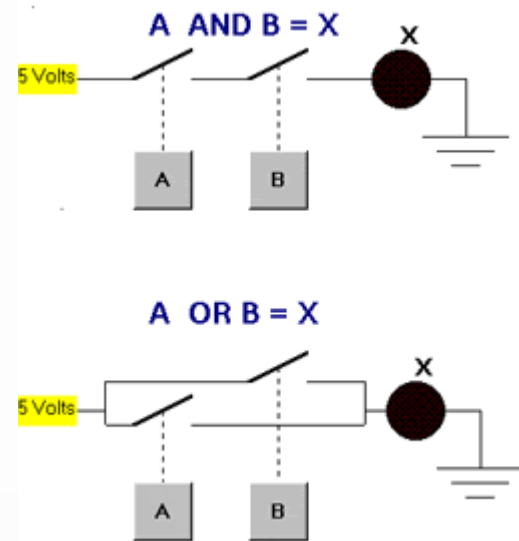 A AND B = X
X
5 Volts
A B
A OR B = X
X
5 Volts
A B